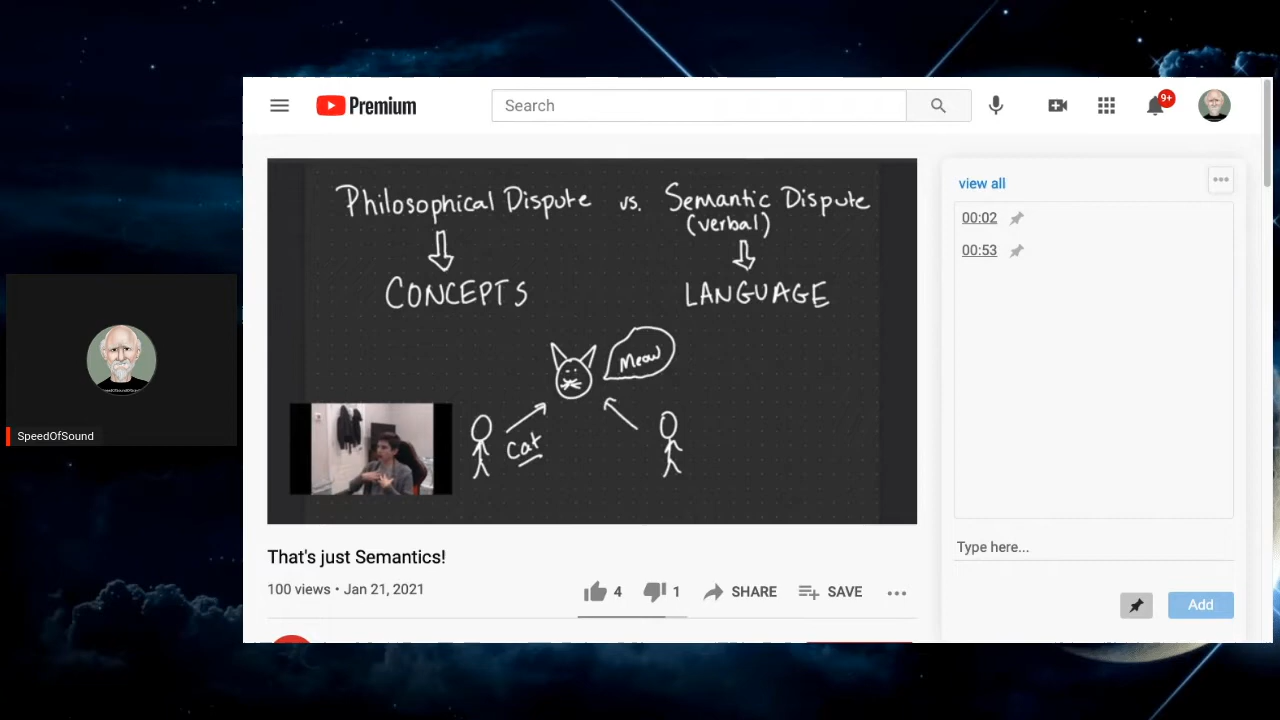 Premium
Search
9+
Philosophical Dispute vs. Semantic Dispute
(verbal)
CONCEPTS
LANGUAGE
Meow
Cat
SpeedOfSound
view all
00:02
00:53
Type here...
Add
That's just Semantics!
100 views • Jan 21, 2021
4
1
SHARE
SAVE